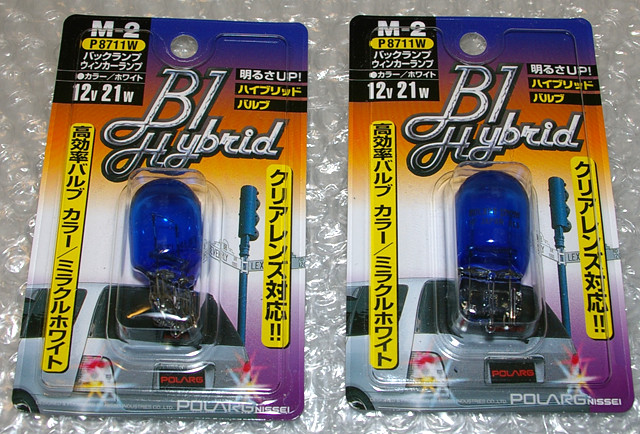 M-2
P8711W
バックランプ
ウィンカーランプ
●カラー/ホワイト
12V 21W
明るさUP!
ハイブリッド
バルブ
B1
Hybrid
高効率バルブ カラー/ミラクルホワイト
クリアレンズ対応!!
LEX
POLARG
POLARG NISSEI
M-2
P8711W
バックランプ
ウィンカーランプ
●カラー/ホワイト
12V 21W
明るさUP!
ハイブリッド
バルブ
B1
Hybrid
高効率バルブ カラー/ミラクルホワイト
クリアレンズ対応!!
LEX
POLARG
POLARG NISSEI